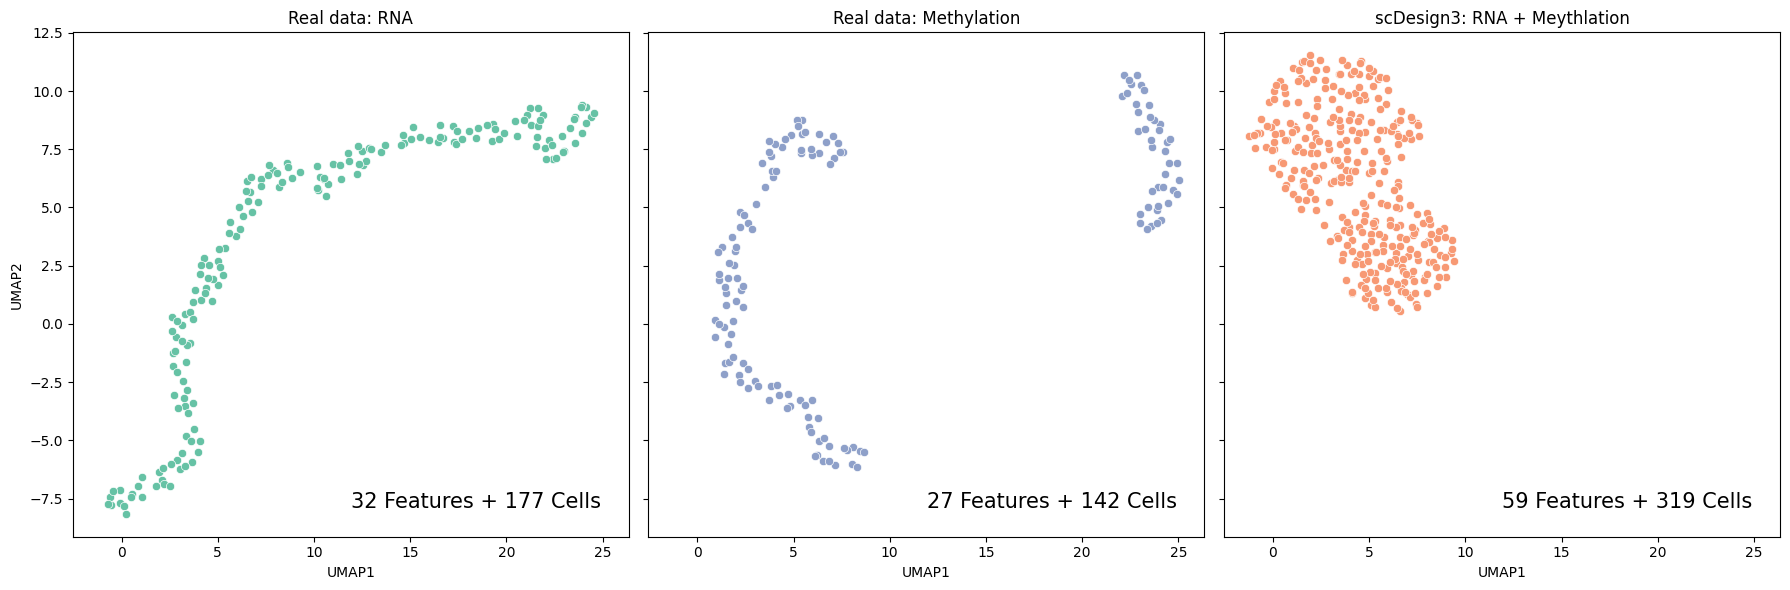 Real data: RNA
Real data: Methylation
scDesign3: RNA + Meythlation
UMAP2
12.5
10.0
7.5
5.0
2.5
0.0
−2.5
−5.0
−7.5
32 Features + 177 Cells
27 Features + 142 Cells
59 Features + 319 Cells
0 5 10 15 20 25
0 5 10 15 20 25
0 5 10 15 20 25
UMAP1
UMAP1
UMAP1